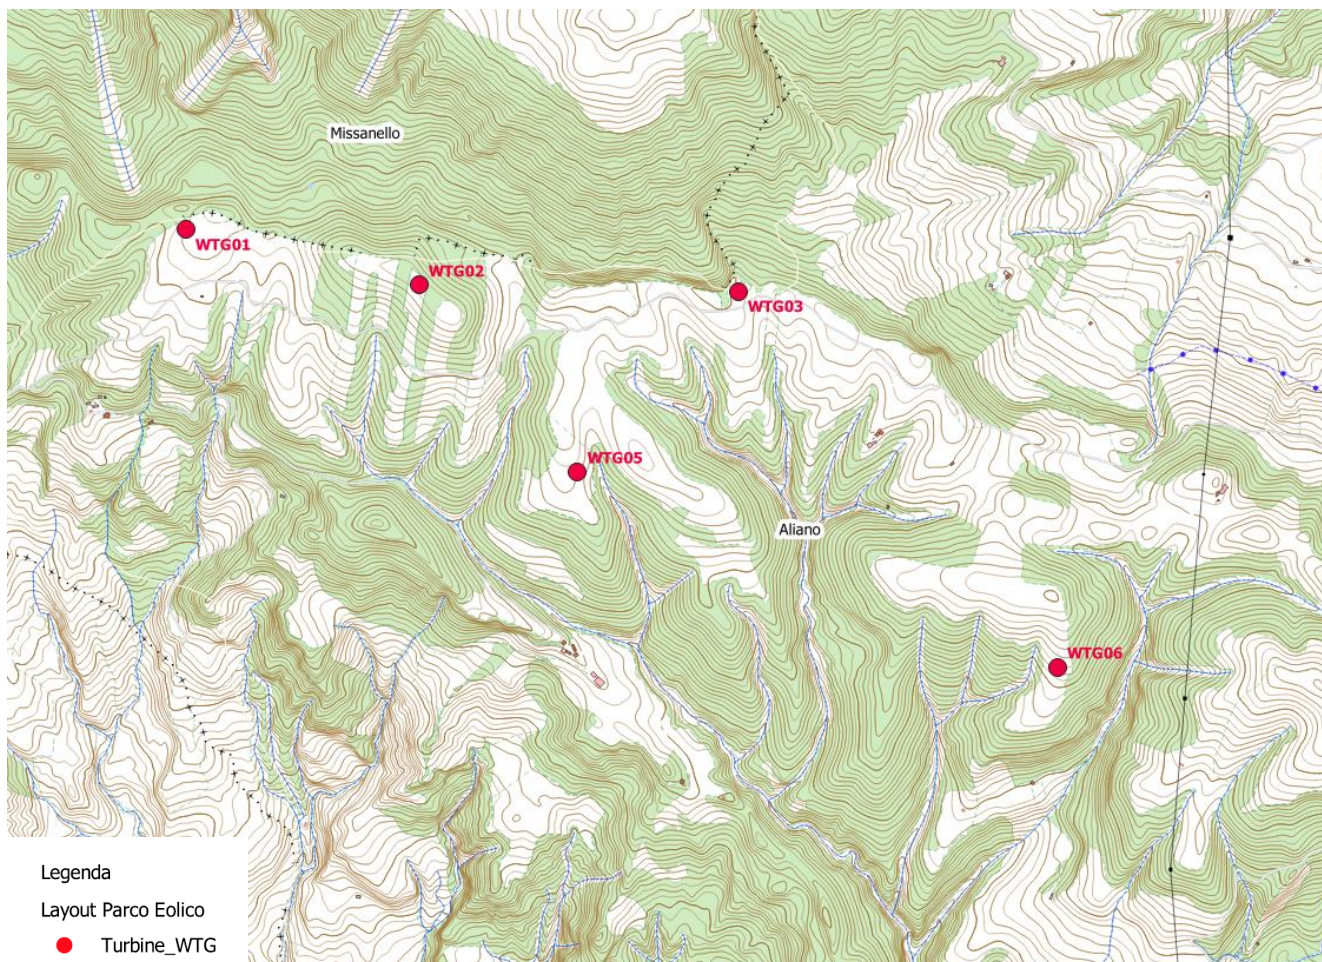 Missanello
WTG01
WTG02
WTG03
WTG05
Aliano
WTG06
Legenda
Layout Parco Eolico
Turbine_WTG